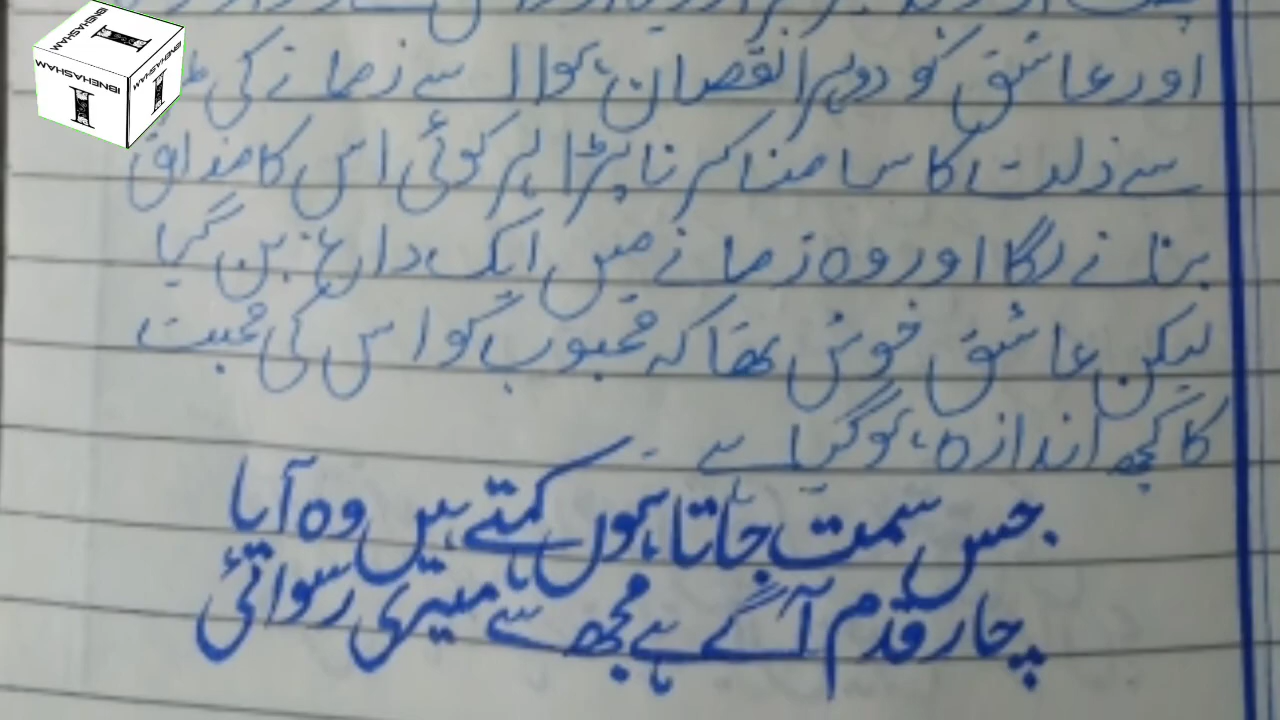 IBNEHASHAM
IBNEHASHAM
IBNEHASHAM
اور عاشق کو دوہرا نقصان ہوا اسے زمانے کی
سے ذلت کا سامنا کرنا پڑا ہر کوئی اس کا مذاق
بنانے لگا اور وہ زمانے میں ایک داغ بن گیا
لیکن عاشق خوش تھا کہ محبوب کو اس کی محبت
کا کچھ اندازہ ہو گیا ہے
جس سمت جاتا ہوں کہتے ہیں وہ آیا
چار قدم آگے ہے مجھ سے میری رسوائی